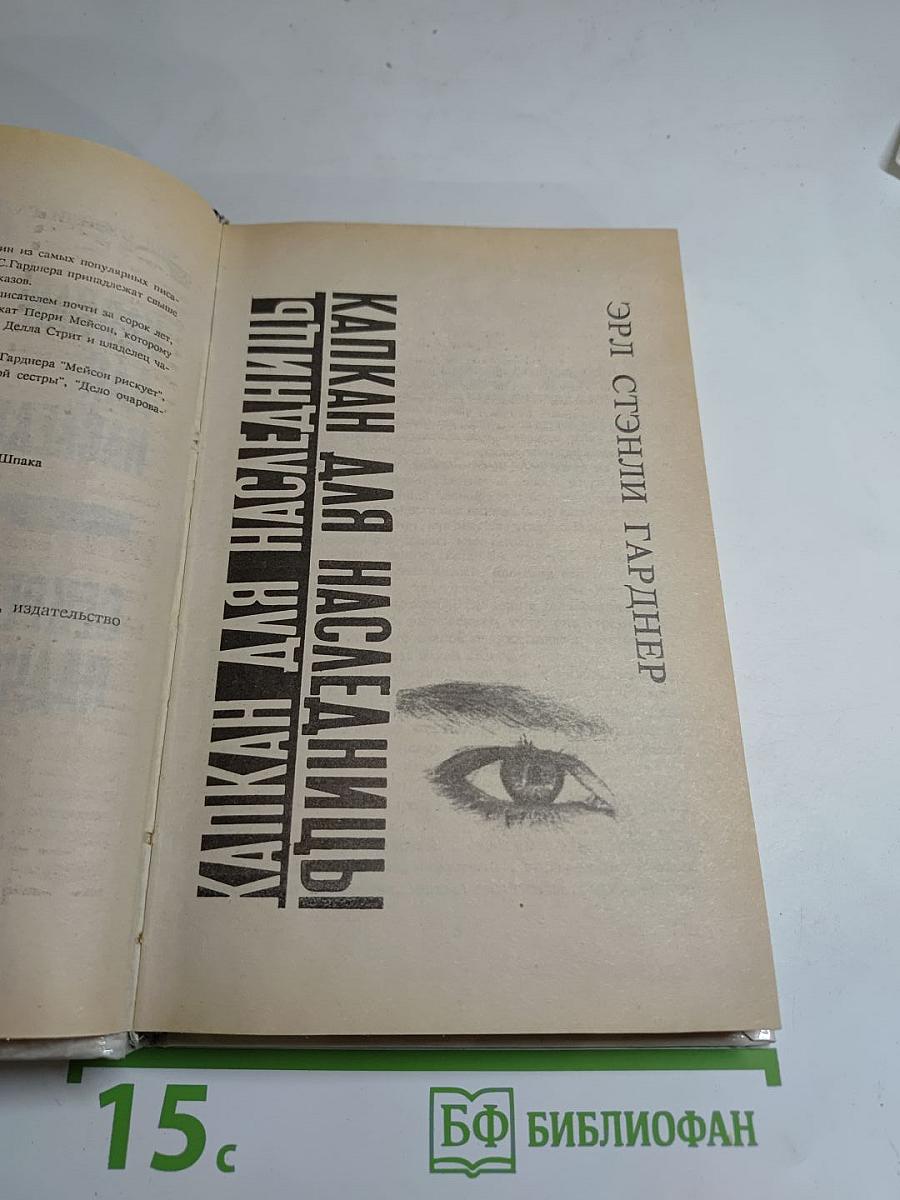 ин из самых популярных писа-
С.Гарднера принадлежат свыше
казов.
писателем почти за сорок лет,
кат Перри Мейсон, которому
Делла Стрит и владелец ча-
Гарднера "Мейсон рискует",
ой сестры", "Дело очарова-
Шпака
, издательство
ЭРЛ СТЭНЛИ ГАРДНЕР
КАПКАН ДЛЯ НАСЛЕДНИЦЫ
КАПКАН ДЛЯ НАСЛЕДНИЦЬ
15 с
БФ БИБЛИОФАН